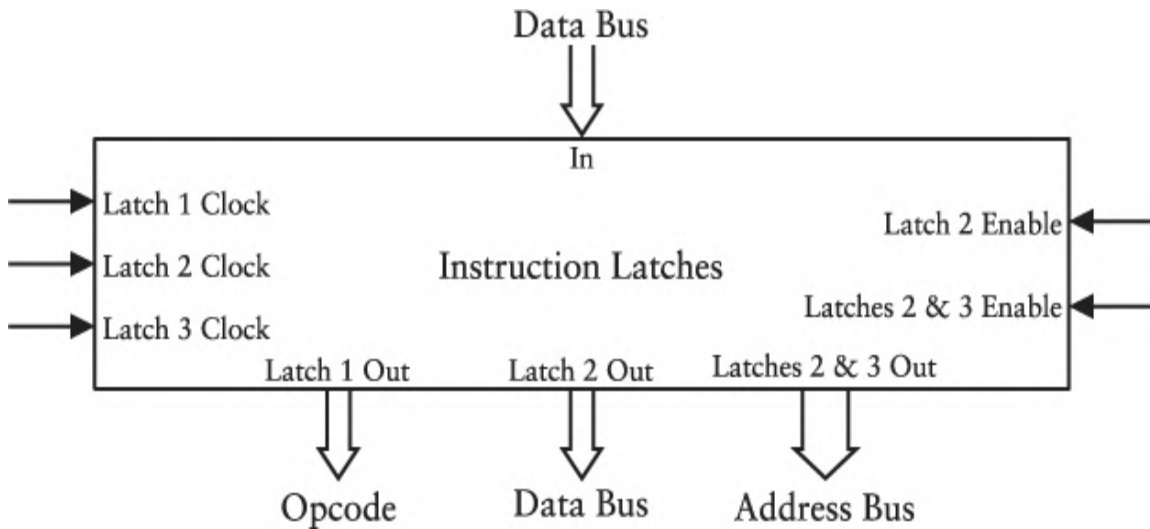 Data Bus
In
Latch 1 Clock
Latch 2 Enable
Latch 2 Clock
Instruction Latches
Latches 2 & 3 Enable
Latch 3 Clock
Latch 1 Out
Latch 2 Out
Latches 2 & 3 Out
Opcode
Data Bus
Address Bus